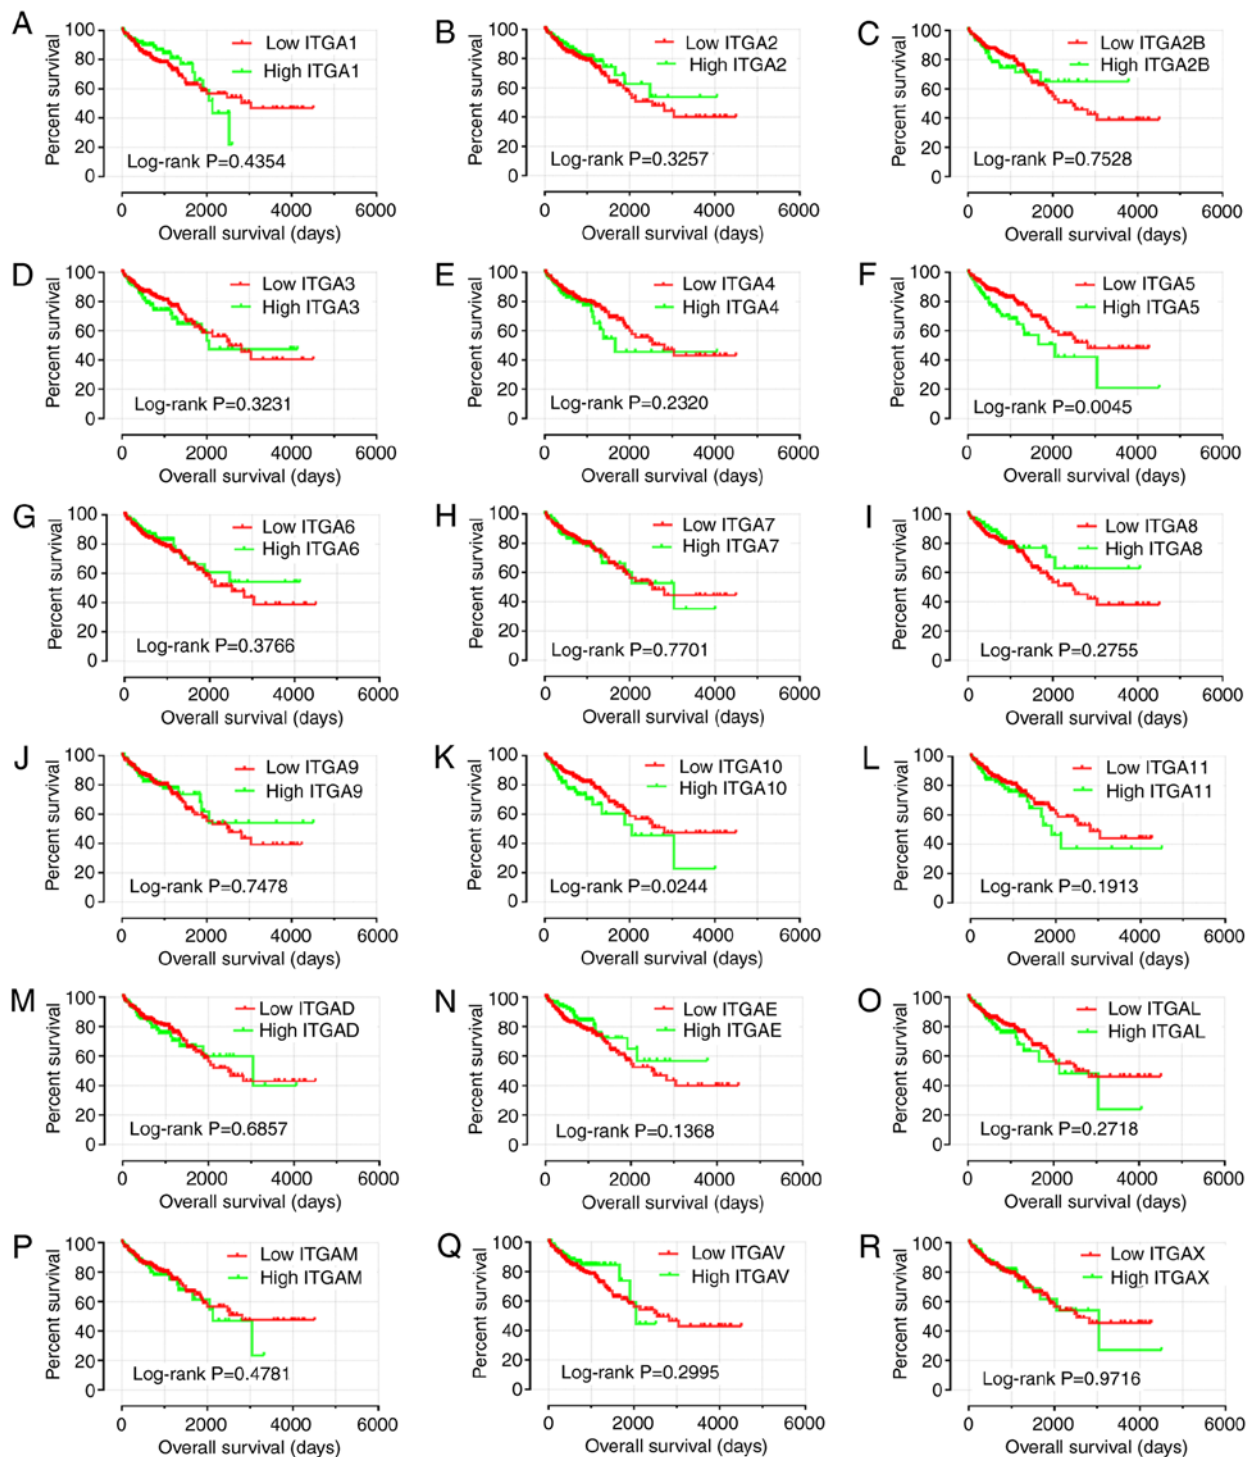 A
Percent survival
100
80
60
40
20
0
Low ITGA1
High ITGA1
Log-rank P=0.4354
0 2000 4000 6000
Overall survival (days)
B
Percent survival
100
80
60
40
20
0
Low ITGA2
High ITGA2
Log-rank P=0.3257
0 2000 4000 6000
Overall survival (days)
C
Percent survival
100
80
60
40
20
0
Low ITGA2B
High ITGA2B
Log-rank P=0.7528
0 2000 4000 6000
Overall survival (days)
D
Percent survival
100
80
60
40
20
0
Low ITGA3
High ITGA3
Log-rank P=0.3231
0 2000 4000 6000
Overall survival (days)
E
Percent survival
100
80
60
40
20
0
Low ITGA4
High ITGA4
Log-rank P=0.2320
0 2000 4000 6000
Overall survival (days)
F
Percent survival
100
80
60
40
20
0
Low ITGA5
High ITGA5
Log-rank P=0.0045
0 2000 4000 6000
Overall survival (days)
G
Percent survival
100
80
60
40
20
0
Low ITGA6
High ITGA6
Log-rank P=0.3766
0 2000 4000 6000
Overall survival (days)
H
Percent survival
100
80
60
40
20
0
Low ITGA7
High ITGA7
Log-rank P=0.7701
0 2000 4000 6000
Overall survival (days)
I
Percent survival
100
80
60
40
20
0
Low ITGA8
High ITGA8
Log-rank P=0.2755
0 2000 4000 6000
Overall survival (days)
J
Percent survival
100
80
60
40
20
0
Low ITGA9
High ITGA9
Log-rank P=0.7478
0 2000 4000 6000
Overall survival (days)
K
Percent survival
100
80
60
40
20
0
Low ITGA10
High ITGA10
Log-rank P=0.0244
0 2000 4000 6000
Overall survival (days)
L
Percent survival
100
80
60
40
20
0
Low ITGA11
High ITGA11
Log-rank P=0.1913
0 2000 4000 6000
Overall survival (days)
M
Percent survival
100
80
60
40
20
0
Low ITGAD
High ITGAD
Log-rank P=0.6857
0 2000 4000 6000
Overall survival (days)
N
Percent survival
100
80
60
40
20
0
Low ITGAE
High ITGAE
Log-rank P=0.1368
0 2000 4000 6000
Overall survival (days)
O
Percent survival
100
80
60
40
20
0
Low ITGAL
High ITGAL
Log-rank P=0.2718
0 2000 4000 6000
Overall survival (days)
P
Percent survival
100
80
60
40
20
0
Low ITGAM
High ITGAM
Log-rank P=0.4781
0 2000 4000 6000
Overall survival (days)
Q
Percent survival
100
80
60
40
20
0
Low ITGAV
High ITGAV
Log-rank P=0.2995
0 2000 4000 6000
Overall survival (days)
R
Percent survival
100
80
60
40
20
0
Low ITGAX
High ITGAX
Log-rank P=0.9716
0 2000 4000 6000
Overall survival (days)